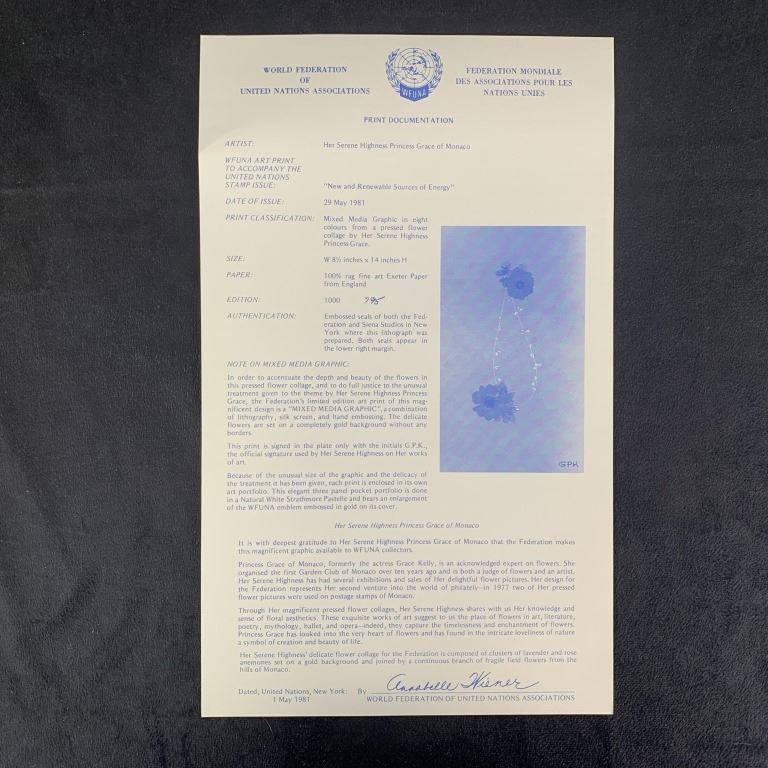 WORLD FEDERATION
OF
UNITED NATIONS ASSOCIATIONS
WFUNA
FEDERATION MONDIALE
DES ASSOCIATIONS POUR LES
NATIONS UNIES
PRINT DOCUMENTATION
ARTIST: Her Serene Highness Princess Grace of Monaco
WFUNA ART PRINT
TO ACCOMPANY THE
UNITED NATIONS
STAMP ISSUE: "New and Renewable Sources of Energy"
DATE OF ISSUE: 29 May 1981
PRINT CLASSIFICATION: Mixed Media Graphic in eight
colours from a pressed flower
collage by Her Serene Highness
Princess Grace.
SIZE: W 8½ inches x 14 inches H
PAPER: 100% rag fine art Exeter Paper
from England
EDITION: 1000 795
AUTHENTICATION: Embossed seals of both the Fed-
eration and Siena Studios in New
York where this lithograph was
prepared. Both seals appear in
the lower right margin.
NOTE ON MIXED MEDIA GRAPHIC:
In order to accentuate the depth and beauty of the flowers in
this pressed flower collage, and to do full justice to the unusual
treatment given to the theme by Her Serene Highness Princess
Grace, the Federation's limited edition art print of this mag-
nificent design is a "MIXED MEDIA GRAPHIC", a combination
of lithography, silk screen, and hand embossing. The delicate
flowers are set on a completely gold background without any
borders.
This print is signed in the plate only with the initials G.P.K.,
the official signature used by Her Serene Highness on Her works
of art.
Because of the unusual size of the graphic and the delicacy of
the treatment it has been given, each print is enclosed in its own
art portfolio. This elegant three panel pocket portfolio is done
in a Natural White Strathmore Pastelle and bears an enlargement
of the WFUNA emblem embossed in gold on its cover.
GPK
Her Serene Highness Princess Grace of Monaco
It is with deepest gratitude to Her Serene Highness Princess Grace of Monaco that the Federation makes
this magnificent graphic available to WFUNA collectors.
Princess Grace of Monaco, formerly the actress Grace Kelly, is an acknowledged expert on flowers. She
organised the first Garden Club of Monaco over ten years ago and is both a judge of flowers and an artist.
Her Serene Highness has had several exhibitions and sales of Her delightful flower pictures. Her design for
the Federation represents Her second venture into the world of philately—in 1977 two of Her pressed
flower pictures were used on postage stamps of Monaco.
Through Her magnificent pressed flower collages, Her Serene Highness shares with us Her knowledge and
sense of floral aesthetics. These exquisite works of art suggest to us the place of flowers in art, literature,
poetry, mythology, ballet, and opera—indeed, they capture the timelessness and enchantment of flowers.
Princess Grace has looked into the very heart of flowers and has found in the intricate loveliness of nature
a symbol of creation and beauty of life.
Her Serene Highness' delicate flower collage for the Federation is composed of clusters of lavender and rose
anemones set on a gold background and joined by a continuous branch of fragile field flowers from the
hills of Monaco.
Dated, United Nations, New York: By Annabelle Wiener
1 May 1981 WORLD FEDERATION OF UNITED NATIONS ASSOCIATIONS